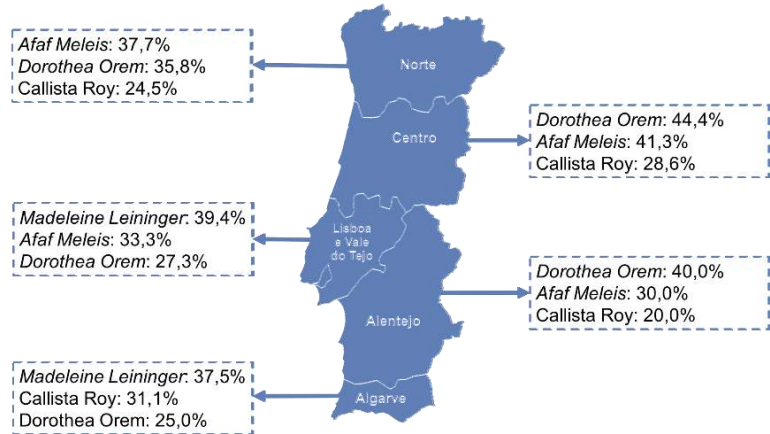 Afaf Meleis: 37,7%
Dorothea Orem: 35,8%
Callista Roy: 24,5%
Norte
Centro
Dorothea Orem: 44,4%
Afaf Meleis: 41,3%
Callista Roy: 28,6%
Madeleine Leininger: 39,4%
Afaf Meleis: 33,3%
Dorothea Orem: 27,3%
Lisboa
e Vale
do Tejo
Dorothea Orem: 40,0%
Afaf Meleis: 30,0%
Callista Roy: 20,0%
Alentejo
Madeleine Leininger: 37,5%
Callista Roy: 31,1%
Dorothea Orem: 25,0%
Algarve